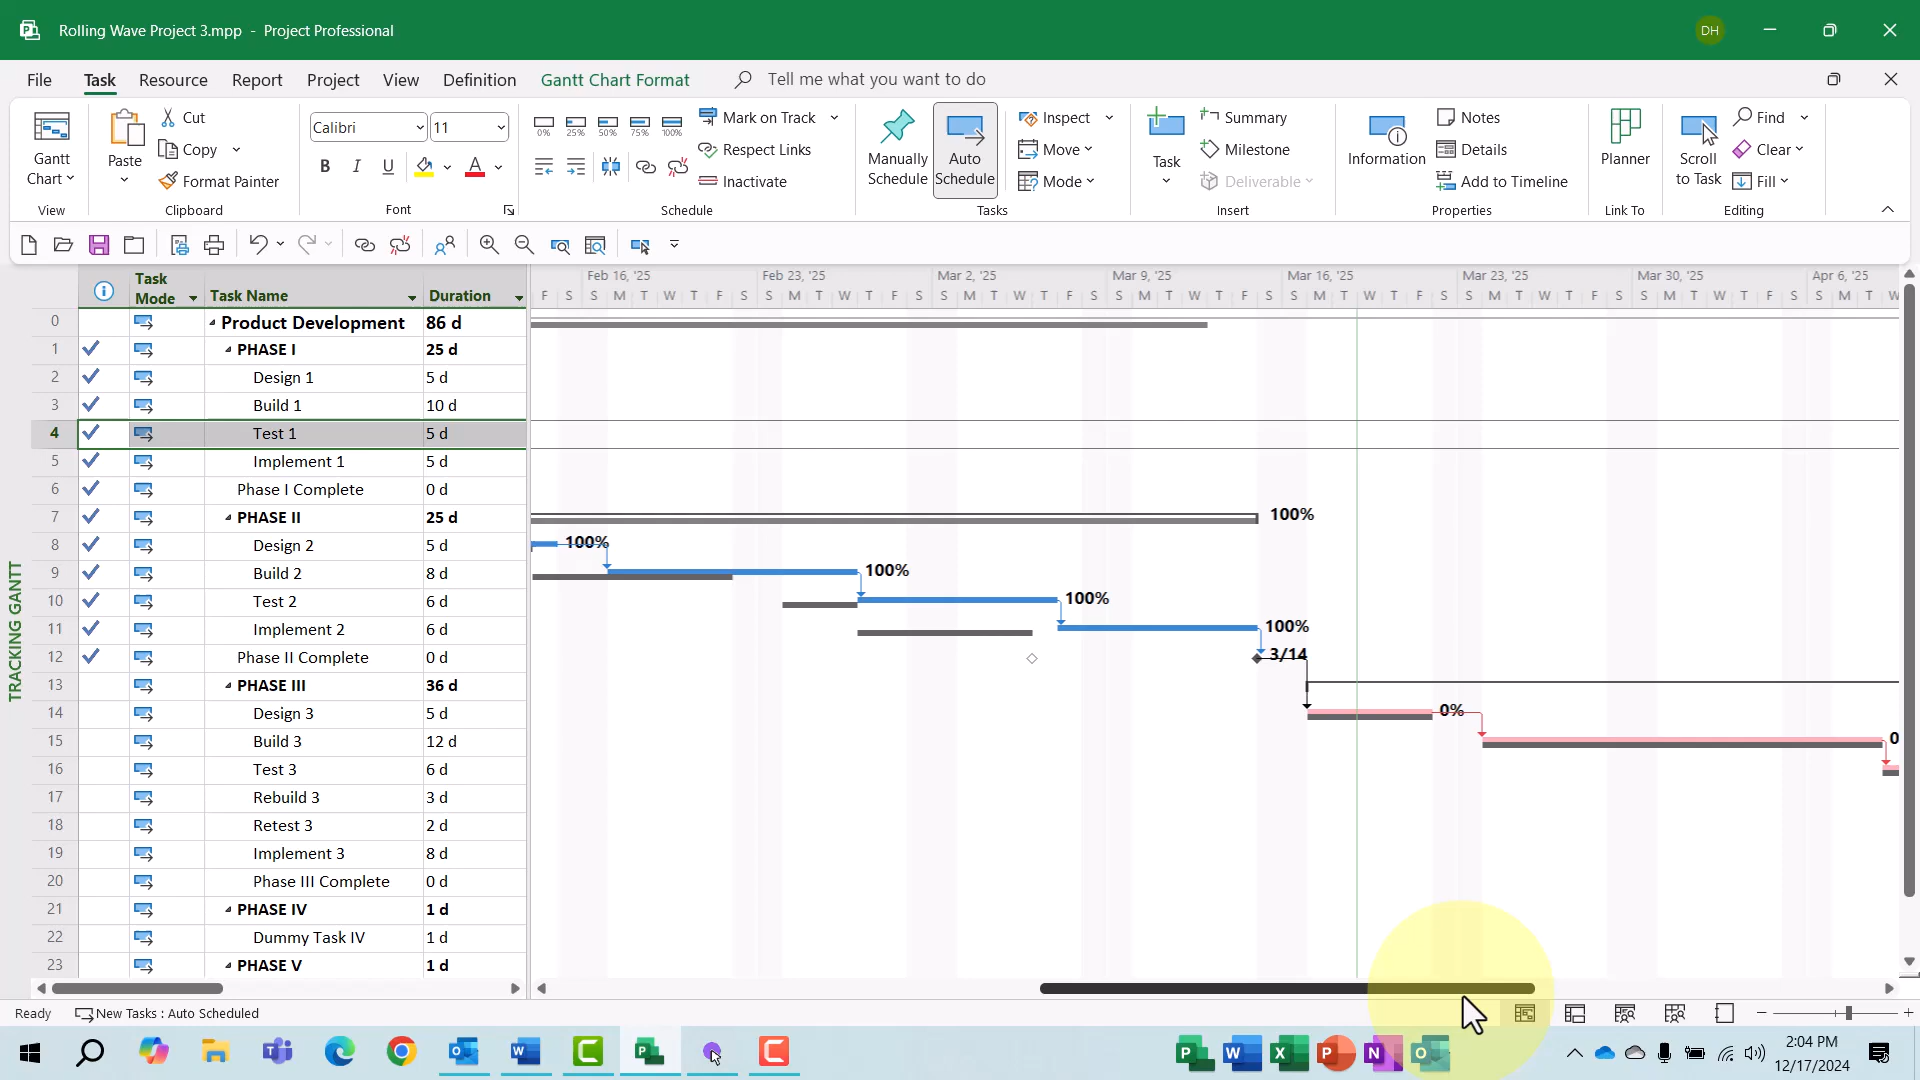 Rolling Wave Project 3.mpp - Project Professional
DH
File Task Resource Report Project View Definition Gantt Chart Format Tell me what you want to do
Gantt Chart
View
Paste
Cut
Copy
Format Painter
Clipboard
Calibri 11
B I U A
Font
0% 25% 50% 75% 100%
Mark on Track
Respect Links
Inactivate
Schedule
Manually Schedule
Auto Schedule
Inspect
Move
Mode
Tasks
Task
Summary
Milestone
Deliverable
Insert
Information
Notes
Details
Add to Timeline
Properties
Planner
Link To
Scroll to Task
Find
Clear
Fill
Editing
TRACKING GANTT
Task Mode Task Name Duration
Feb 16, '25 Feb 23, '25 Mar 2, '25 Mar 9, '25 Mar 16, '25 Mar 23, '25 Mar 30, '25 Apr 6, '25
F S S M T W T F S S M T W T F S S M T W T F S S M T W T F S S M T W T F S S M T W T F S S M T W T F S S M T W
0 Product Development 86 d
1 PHASE I 25 d
2 Design 1 5 d
3 Build 1 10 d
4 Test 1 5 d
5 Implement 1 5 d
6 Phase I Complete 0 d
7 PHASE II 25 d 100%
8 Design 2 5 d 100%
9 Build 2 8 d 100%
10 Test 2 6 d 100%
11 Implement 2 6 d 100%
12 Phase II Complete 0 d 3/14
13 PHASE III 36 d
14 Design 3 5 d 0%
15 Build 3 12 d 0
16 Test 3 6 d
17 Rebuild 3 3 d
18 Retest 3 2 d
19 Implement 3 8 d
20 Phase III Complete 0 d
21 PHASE IV 1 d
22 Dummy Task IV 1 d
23 PHASE V 1 d
Ready New Tasks : Auto Scheduled
2:04 PM
12/17/2024